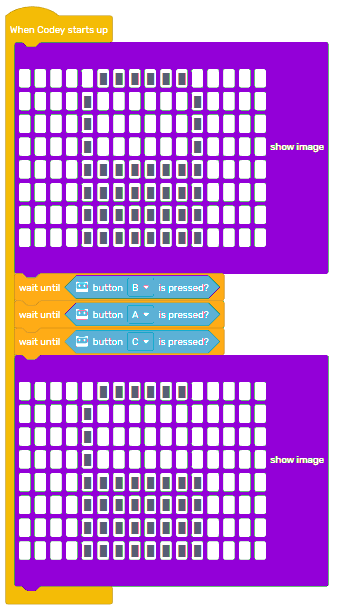 When Codey starts up
show image
wait until button B is pressed?
wait until button A is pressed?
wait until button C is pressed?
show image